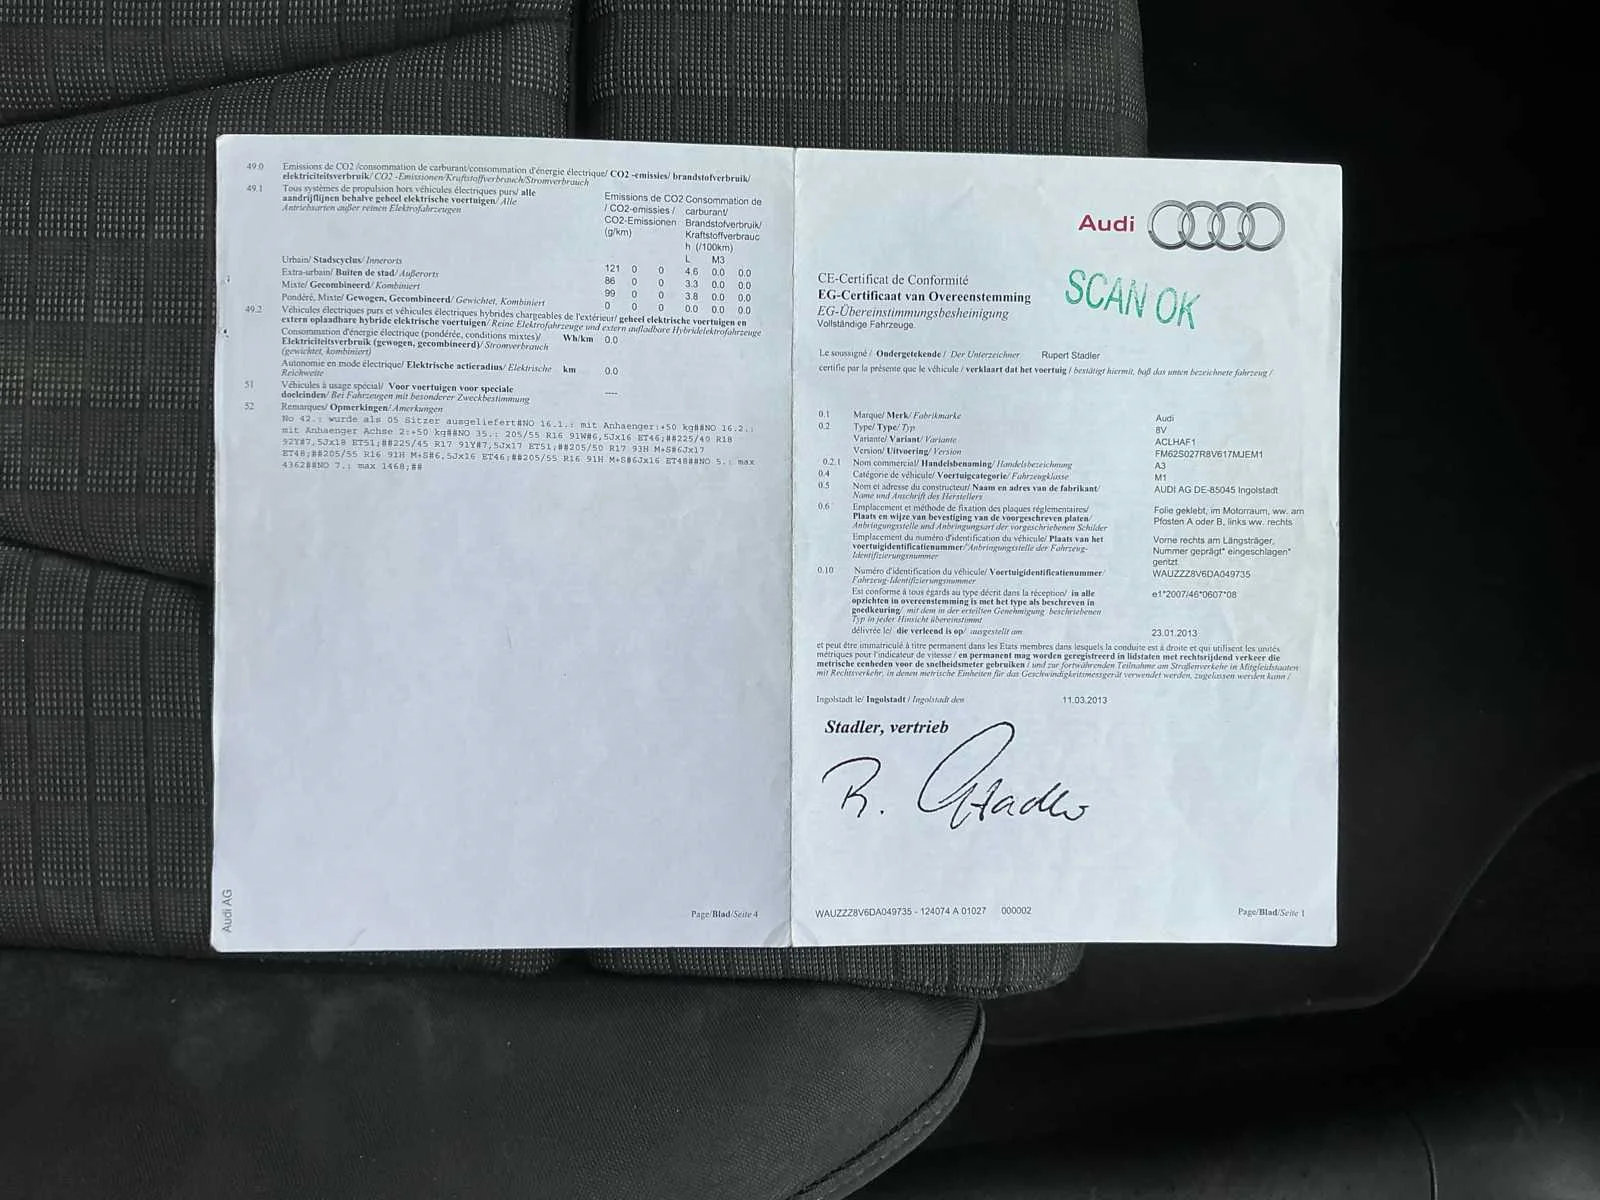 49.0 Emissions de CO2 /consommation de carburant/consommation d'énergie électrique/ CO2 -emissies/ brandstofverbruik/
elektriciteitsverbruik/ CO2 -Emissionen/Kraftstoffverbrauch/Stromverbrauch
49.1 Tous systèmes de propulsion hors véhicules électriques purs/ alle
aandrijflijnen behalve geheel elektrische voertuigen/ Alle
Antriebsarten außer reinen Elektrofahrzeugen
Emissions de CO2 Consommation de
/ CO2-emissies / carburant/
CO2-Emissionen Brandstofverbruik/
(g/km) Kraftstoffverbrauc
h (/100km)
L M3
Urbain/ Stadscyclus/ Innerorts 121 0 0 4.6 0.0 0.0
Extra-urbain/ Buiten de stad/ Außerorts 86 0 0 3.3 0.0 0.0
Mixte/ Gecombineerd/ Kombiniert 99 0 0 3.8 0.0 0.0
Pondéré, Mixte/ Gewogen, Gecombineerd/ Gewichtet, Kombiniert 0 0 0 0.0 0.0 0.0
49.2 Véhicules électriques purs et véhicules électriques hybrides chargeables de l'extérieur/ geheel elektrische voertuigen en
extern oplaadbare hybride elektrische voertuigen/ Reine Elektrofahrzeuge und extern aufladbare Hybridelektrofahrzeuge
Consommation d'énergie électrique (pondérée, conditions mixtes)/ Wh/km 0.0
Elektriciteitsverbruik (gewogen, gecombineerd)/ Stromverbrauch
(gewichtet, kombiniert)
Autonomie en mode électrique/ Elektrische actieradius/ Elektrische km 0.0
Reichweite
51 Véhicules à usage spécial/ Voor voertuigen voor speciale
doeleinden/ Bei Fahrzeugen mit besonderer Zweckbestimmung ----
52 Remarques/ Opmerkingen/ Anmerkungen
No 42.: wurde als 05 Sitzer ausgeliefert#NO 16.1.: mit Anhaenger:+50 kg##NO 16.2.:
mit Anhaenger Achse 2:+50 kg##NO 35.: 205/55 R16 91W#6,5Jx16 ET46;##225/40 R18
92Y#7,5Jx18 ET51;##225/45 R17 91Y#7,5Jx17 ET51;##205/50 R17 93H M+S#6Jx17
ET48;##205/55 R16 91H M+S#6,5Jx16 ET46;##205/55 R16 91H M+S#6Jx16 ET48##NO 5.: max
4362##NO 7.: max 1468;##
Audi AG
Page/Blad/Seite 4
Audi
CE-Certificat de Conformité
EG-Certificaat van Overeenstemming
EG-Übereinstimmungsbesheinigung
Vollständige Fahrzeuge.
SCAN OK
Le soussigné / Ondergetekende / Der Unterzeichner Rupert Stadler
certifie par la présente que le véhicule / verklaart dat het voertuig / bestätigt hiermit, baß das unten bezeichnete fahrzeug /
0.1 Marque/ Merk/ Fabrikmarke Audi
0.2 Type/ Type/ Typ 8V
Variante/ Variant/ Variante ACLHAF1
Version/ Uitvoering/ Version FM62S027R8V617MJEM1
0.2.1 Nom commercial/ Handelsbenaming/ Handelsbezeichnung A3
0.4 Catégorie de véhicule/ Voertuigcategorie/ Fahrzeugklasse M1
0.5 Nom et adresse du constructeur/ Naam en adres van de fabrikant/ AUDI AG DE-85045 Ingolstadt
Name und Anschrift des Herstellers
0.6 Emplacement et méthode de fixation des plaques réglementaires/ Folie geklebt, im Motorraum, ww. am
Plaats en wijze van bevestiging van de voorgeschreven platen/ Pfosten A oder B, links ww. rechts
Anbringungsstelle und Anbringungsart der vorgeschriebenen Schilder
Emplacement du numéro d'identification du véhicule/ Plaats van het Vorne rechts am Längsträger,
voertuigidentificatienummer/ Anbringungsstelle der Fahrzeug- Nummer geprägt* eingeschlagen*
Identifizierungsnummer gentzt.
0.10 Numéro d'identification du véhicule/ Voertuigidentificatienummer/ WAUZZZ8V6DA049735
Fahrzeug-Identifizierungsnummer
Est conforme à tous égards au type décrit dans la réception/ in alle e1*2007/46*0607*08
opzichten in overeenstemming is met het type als beschreven in
goedkeuring/ mit dem in der erteilten Genehmigung beschriebenen
Typ in jeder Hinsicht übereinstimmt
délivrée le/ die verleend is op/ ausgestellt am 23.01.2013
et peut être immatriculé à titre permanent dans les Etats membres dans lesquels la conduite est à droite et qui utilisent les unités
métriques pour l'indicateur de vitesse / en permanent mag worden geregistreerd in lidstaten met rechtsrijdend verkeer die
metrische eenheden voor de snelheidsmeter gebruiken / und zur fortwährenden Teilnahme am Straßenverkehr in Mitgliedstaaten
mit Rechtsverkehr, in denen metrische Einheiten für das Geschwindigkeitsmessgerät verwendet werden, zugelassen werden kann /
Ingolstadt le/ Ingolstadt / Ingolstadt den 11.03.2013
Stadler, vertrieb
R. Stadler
WAUZZZ8V6DA049735 - 124074 A 01027 000002
Page/Blad/Seite 1